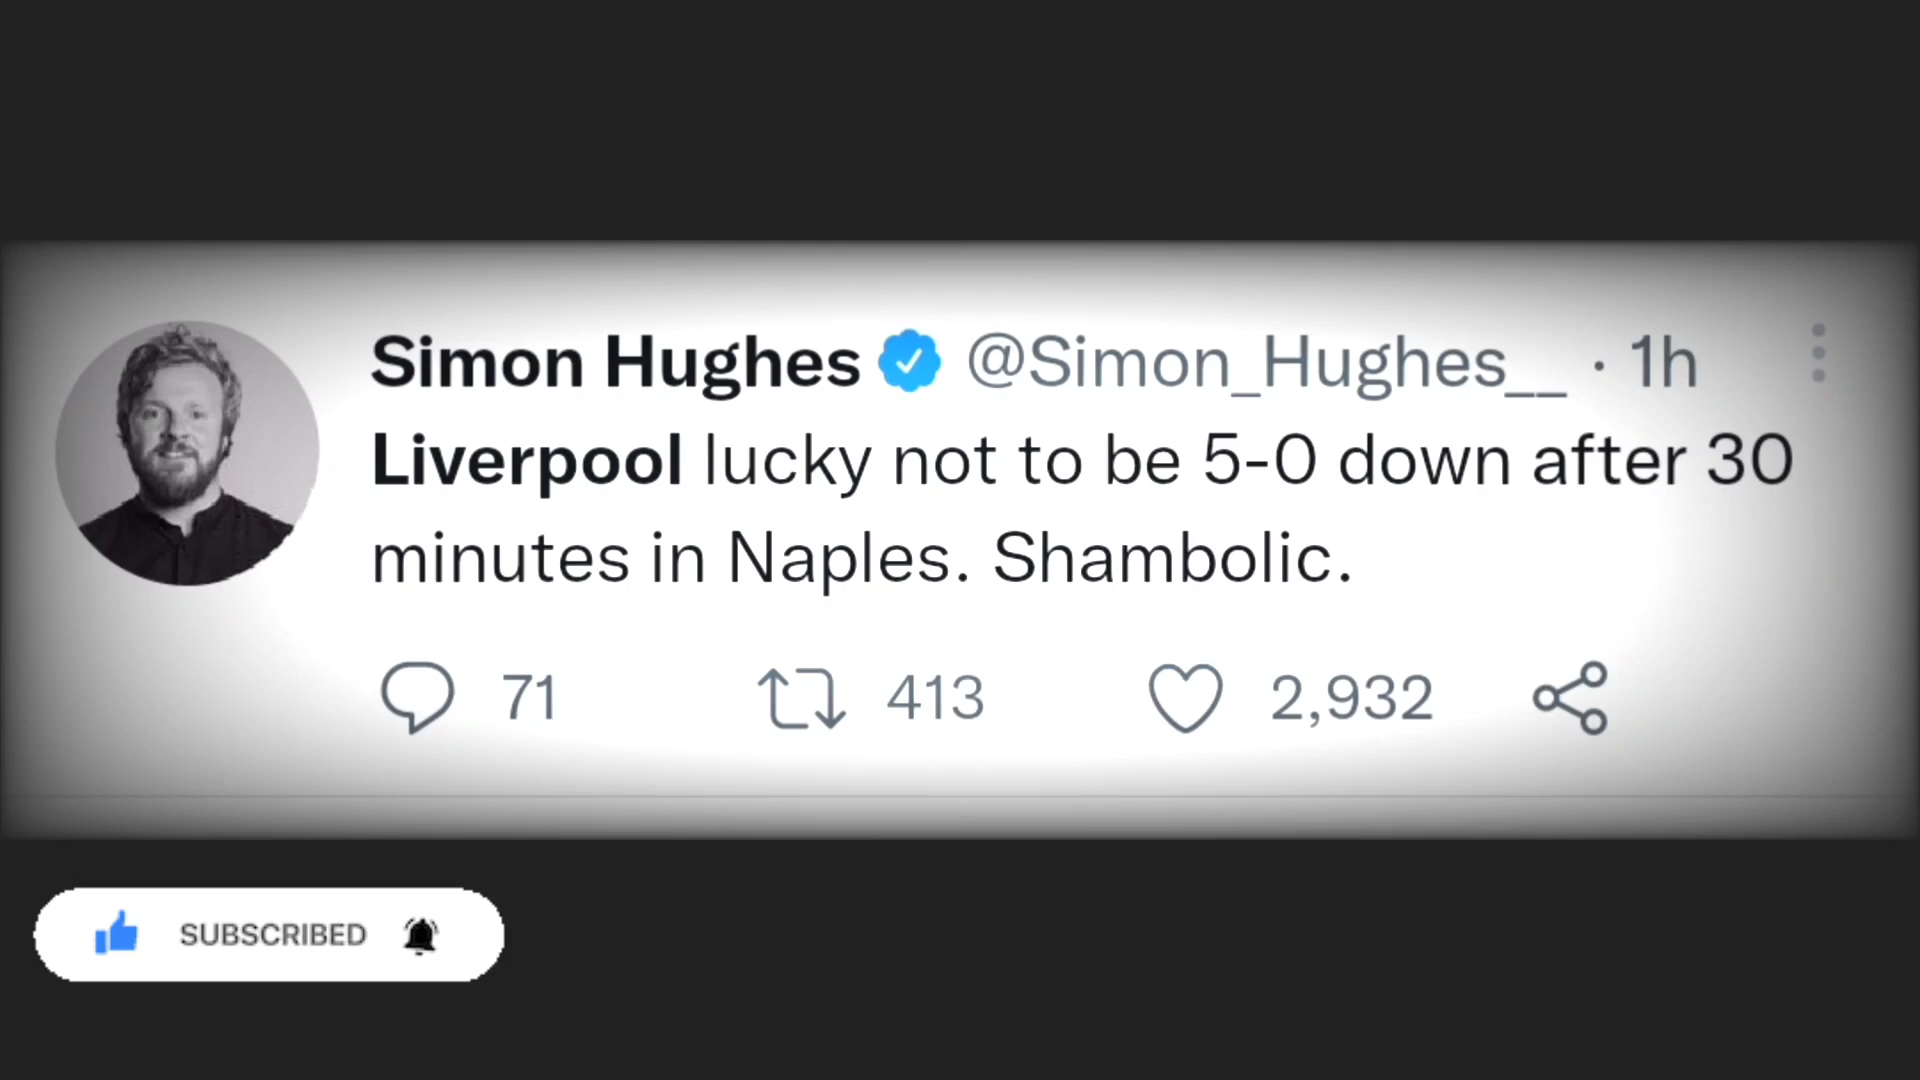 Simon Hughes @Simon_Hughes__ · 1h
Liverpool lucky not to be 5-0 down after 30
minutes in Naples. Shambolic.
71 413 2,932
SUBSCRIBED